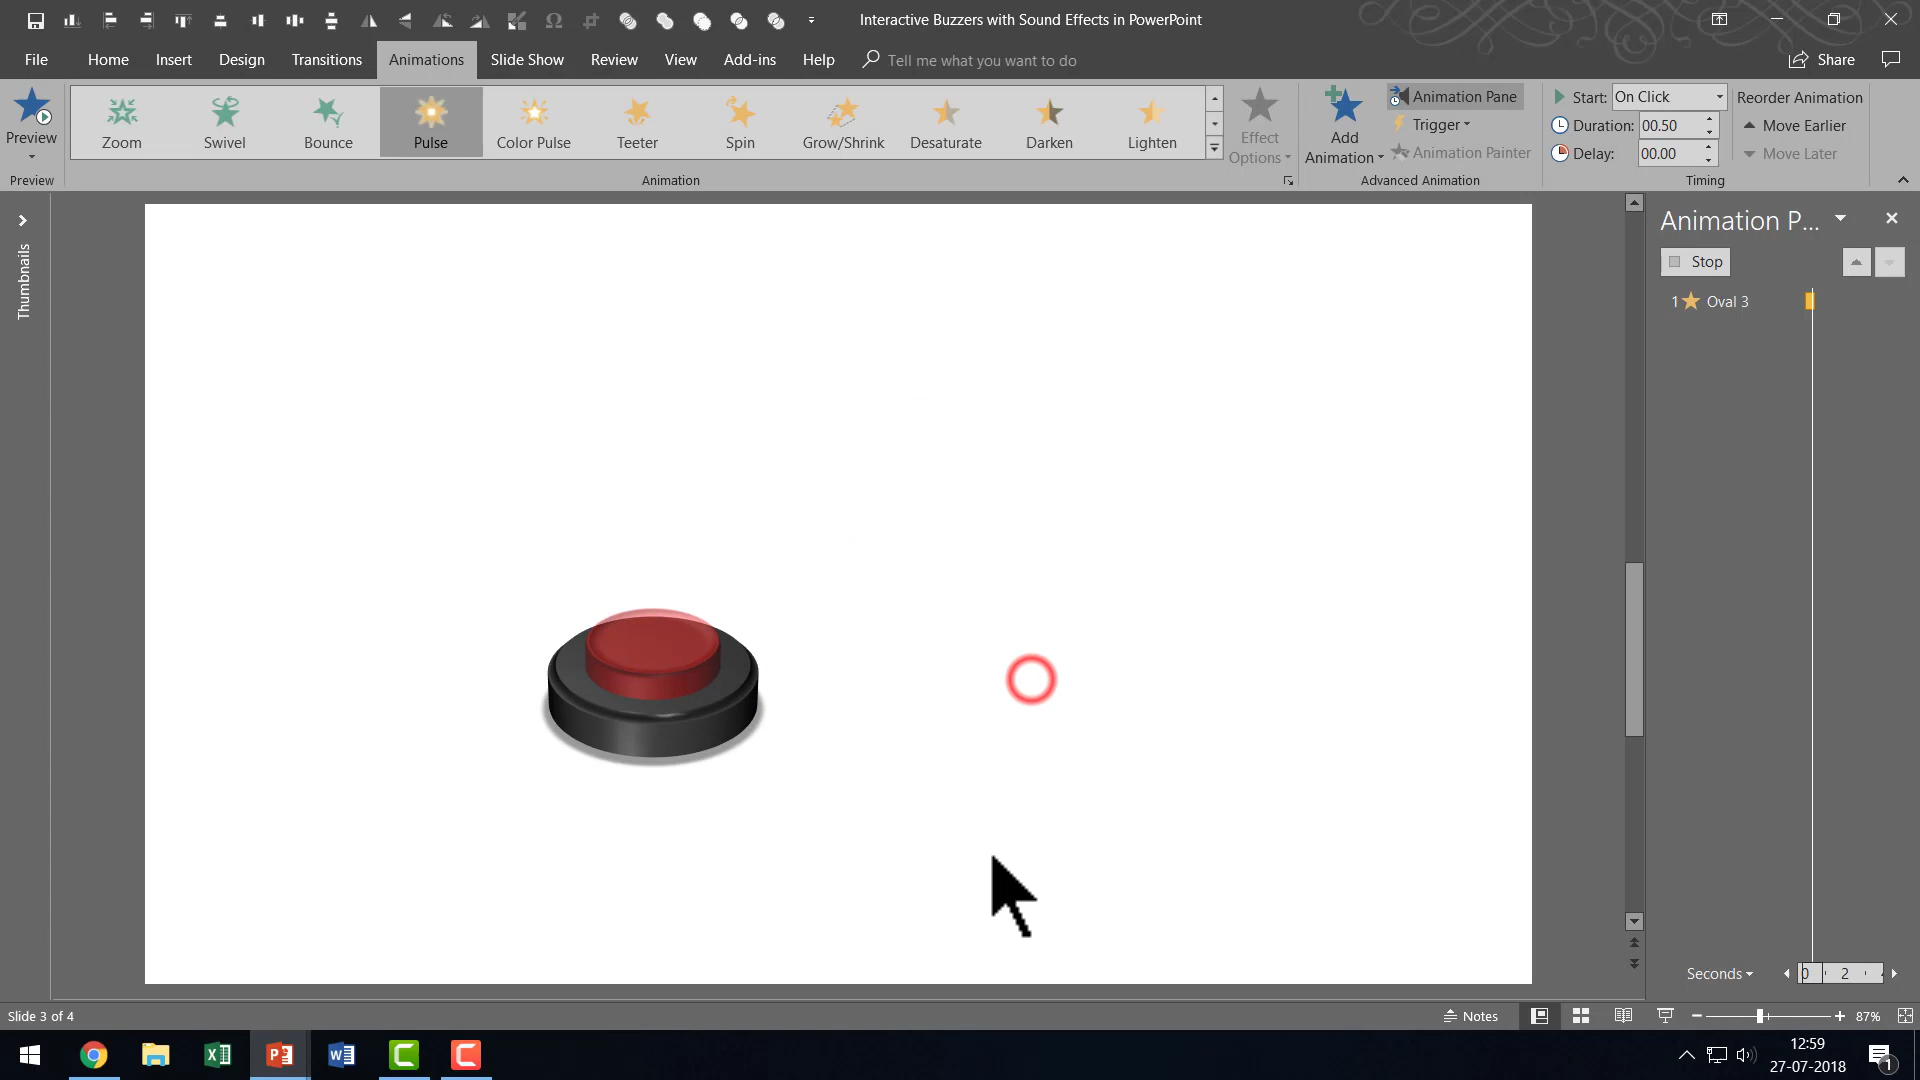 Interactive Buzzers with Sound Effects in PowerPoint
File Home Insert Design Transitions Animations Slide Show Review View Add-ins Help Tell me what you want to do Share
Preview Zoom Swivel Bounce Pulse Color Pulse Teeter Spin Grow/Shrink Desaturate Darken Lighten Effect Options Add Animation
Animation Pane Start: On Click Reorder Animation
Trigger Duration: 00.50 Move Earlier
Animation Painter Delay: 00.00 Move Later
Preview Animation Advanced Animation Timing
Thumbnails
Animation P...
Stop
1 Oval 3
Seconds 0 2
Slide 3 of 4 Notes 87%
12:59
27-07-2018
1